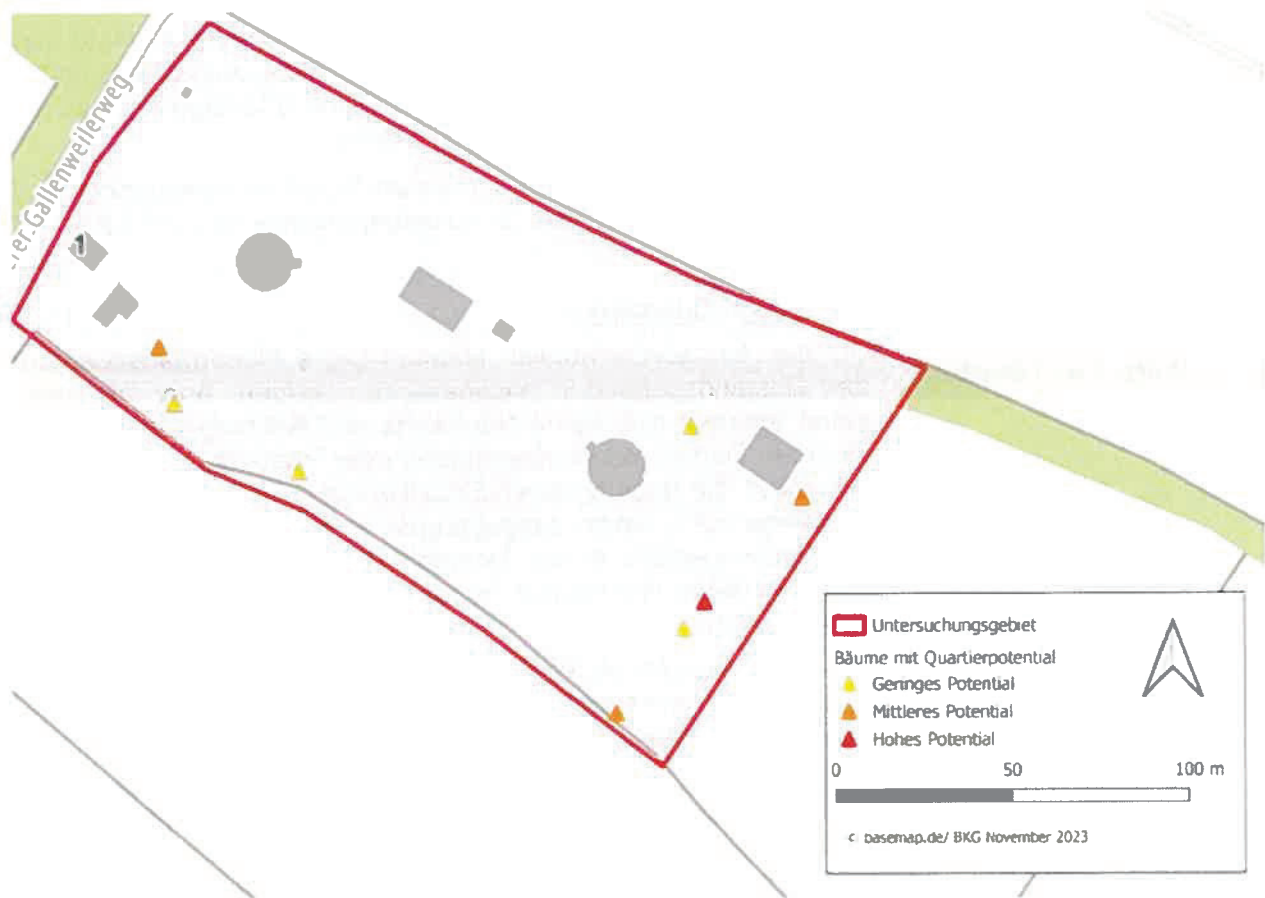 Gallenweilerweg
1
Untersuchungsgebiet
Bäume mit Quartierpotential
Geringes Potential
Mittleres Potential
Hohes Potential
0 50 100 m
basemap.de/ BKG November 2023